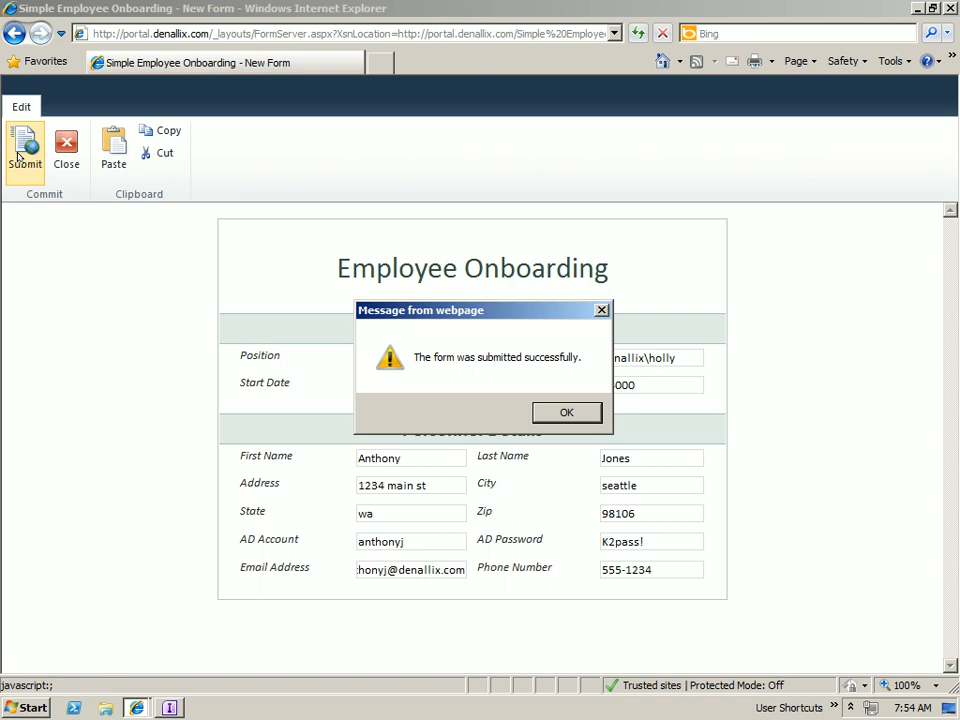 Simple Employee Onboarding - New Form - Windows Internet Explorer
http://portal.denallix.com/_layouts/FormServer.aspx?XsnLocation=http://portal.denallix.com/Simple%20Employe
Bing
Favorites
Simple Employee Onboarding - New Form
Page
Safety
Tools
»
Edit
Submit
Close
Paste
Copy
Cut
Commit
Clipboard
Employee Onboarding
Message from webpage
The form was submitted successfully.
OK
Position
nallix\holly
Start Date
000
First Name
Anthony
Last Name
Jones
Address
1234 main st
City
seattle
State
wa
Zip
98106
AD Account
anthonyj
AD Password
K2pass!
Email Address
honyj@denallix.com
Phone Number
555-1234
javascript:;
Trusted sites | Protected Mode: Off
100%
Start
User Shortcuts
»
7:54 AM